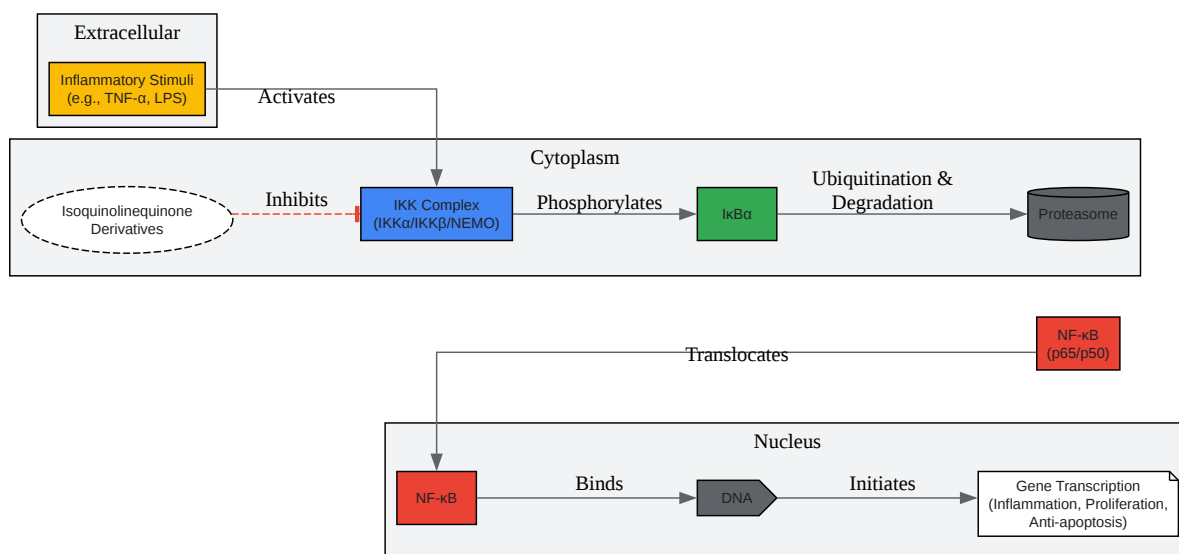 Extracellular
Inflammatory Stimuli
(e.g., TNF-α, LPS)
Activates
Cytoplasm
Isoquinolinequinone
Derivatives
Inhibits
IKK Complex
(IKKα/IKKβ/NEMO)
Phosphorylates
IκBα
Ubiquitination &
Degradation
Proteasome
NF-κB
(p65/p50)
Translocates
Nucleus
NF-κB
Binds
DNA
Initiates
Gene Transcription
(Inflammation, Proliferation,
Anti-apoptosis)